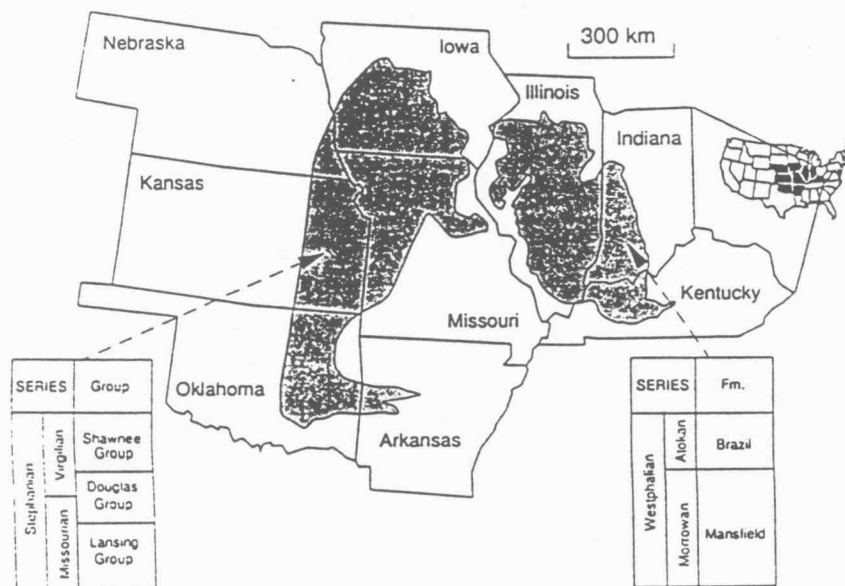 Nebraska
Iowa
300 km
Illinois
Indiana
Kansas
Kentucky
Missouri
Oklahoma
Arkansas
SERIES Group
Stephanian
Virgilian
Missourian
Shawnee
Group
Douglas
Group
Lansing
Group
SERIES Fm.
Westphalian
Atokan
Morrowan
Brazil
Mansfield